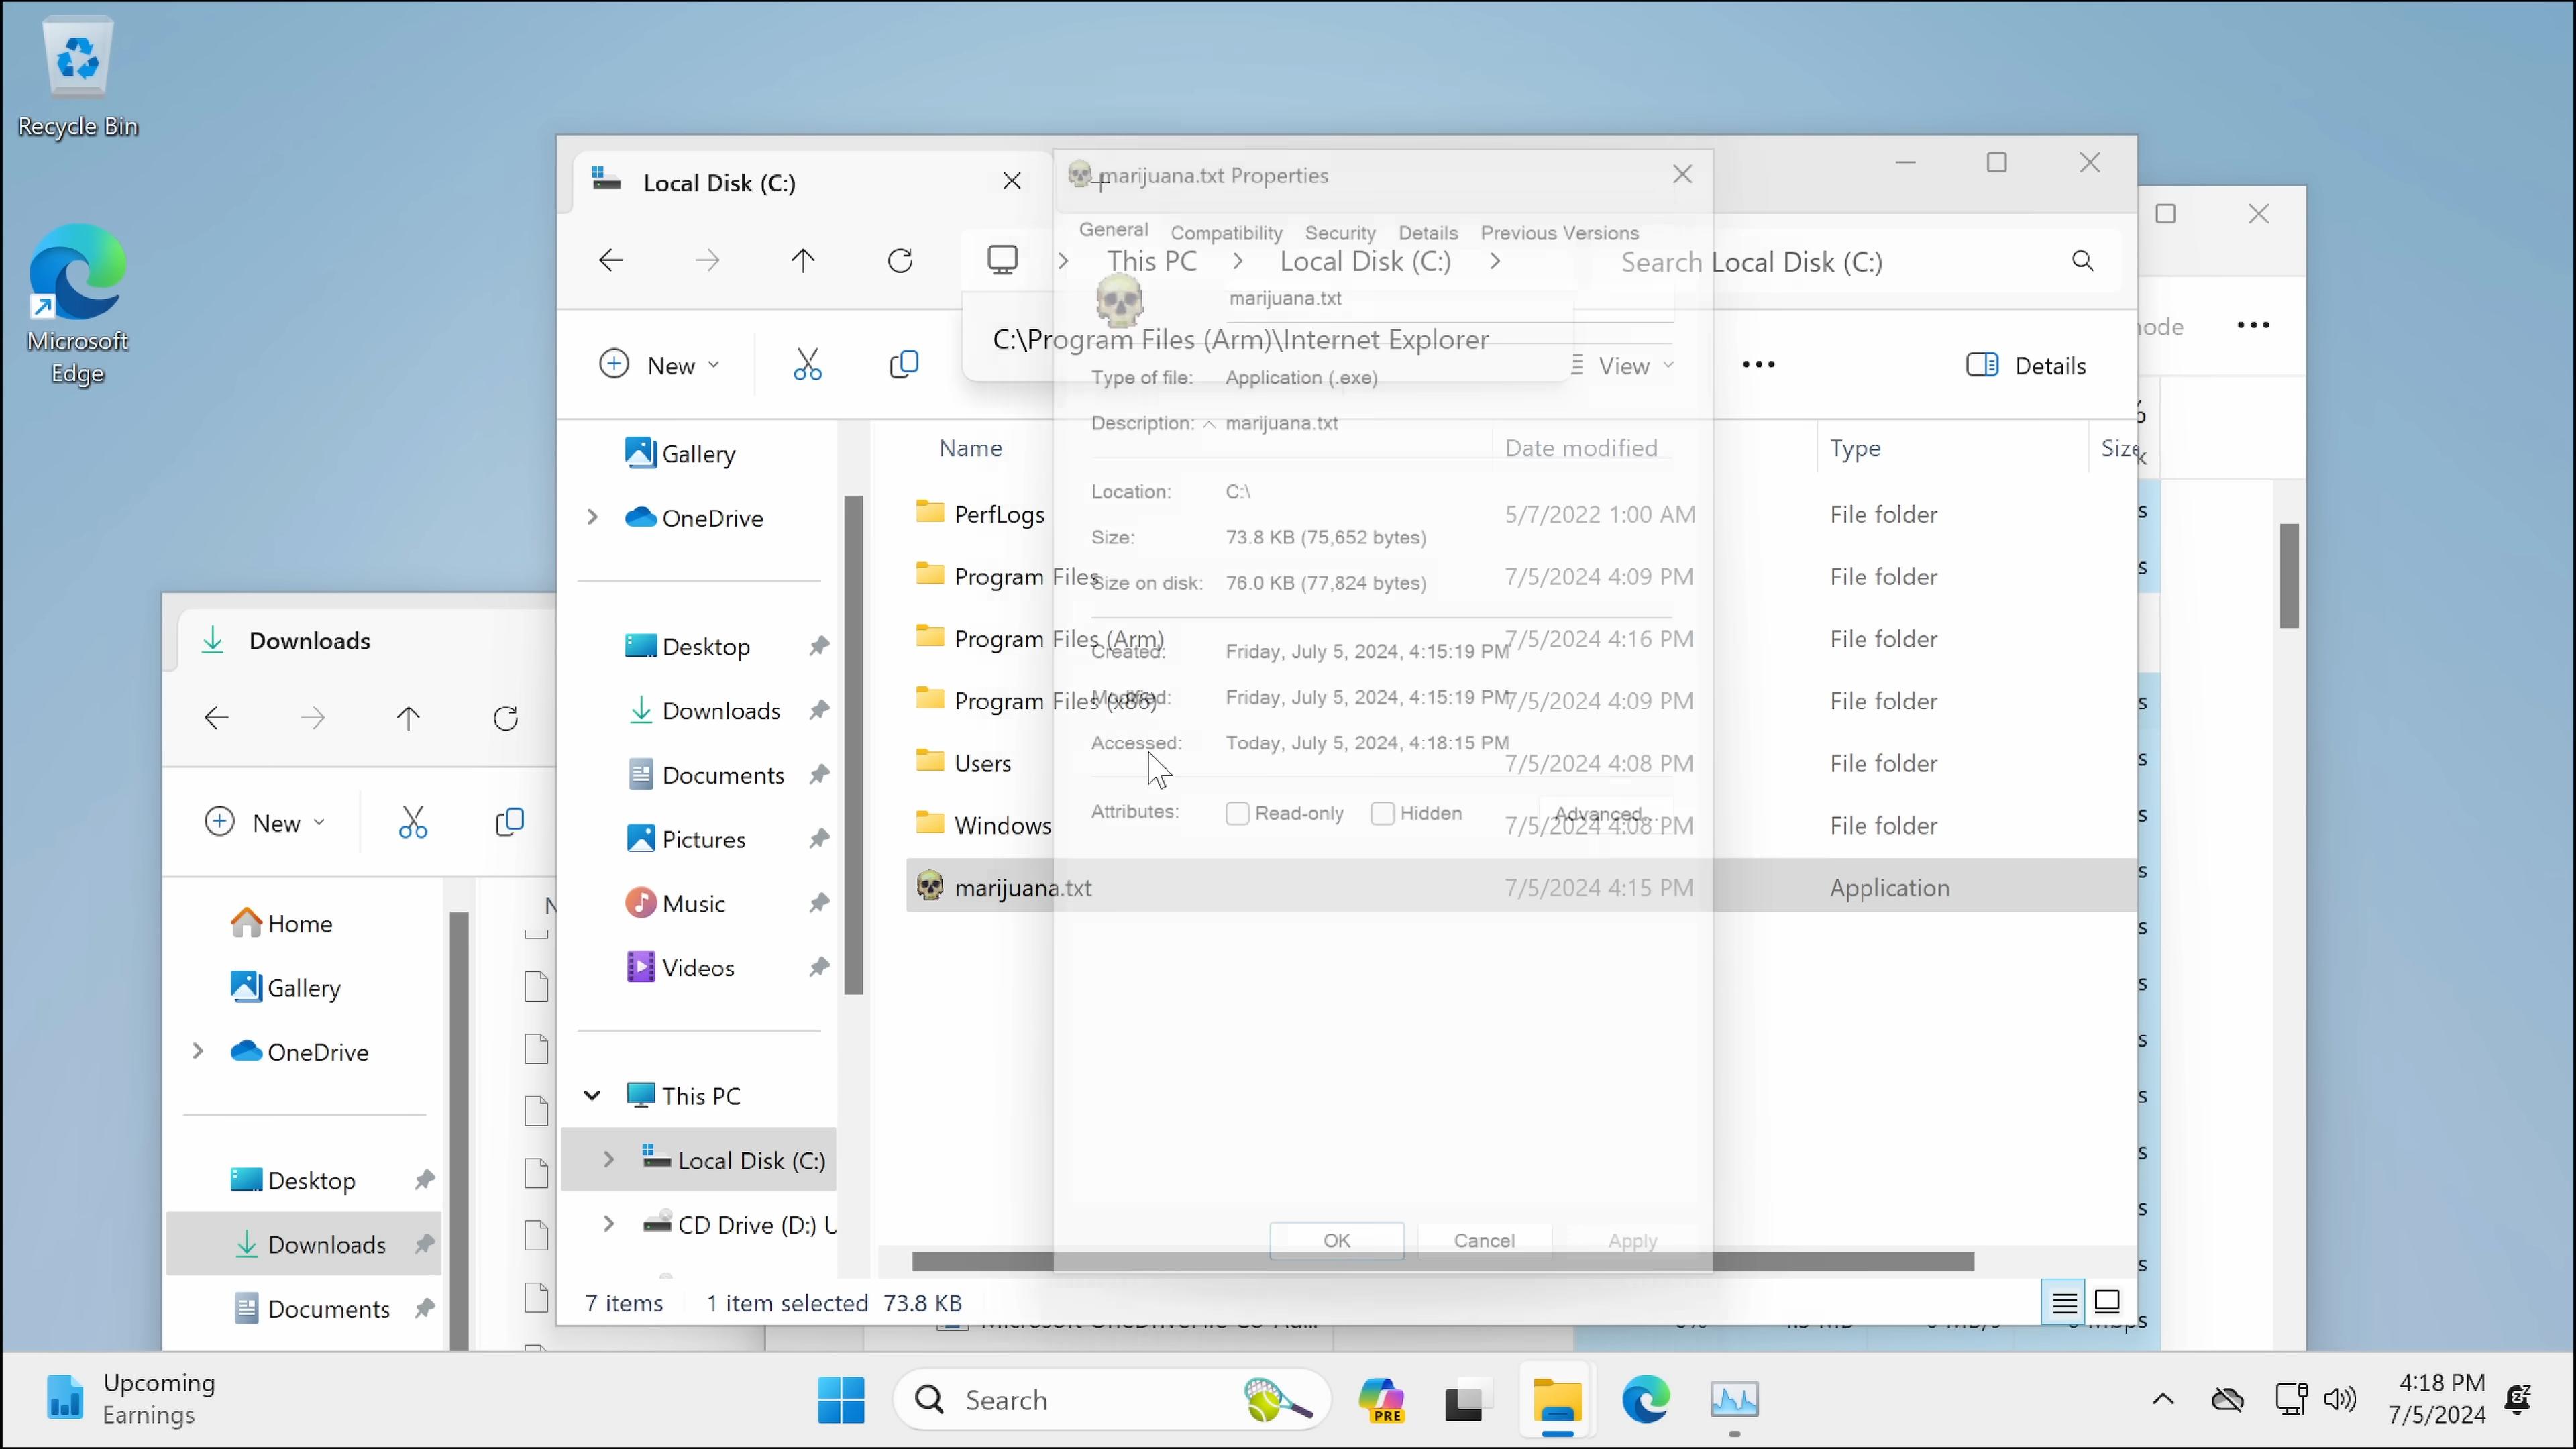 Recycle Bin
Microsoft
Edge
Local Disk (C:)
marijuana.txt Properties
General Compatibility Security Details Previous Versions
This PC Local Disk (C:) Search Local Disk (C:)
marijuana.txt
C:\Program Files (Arm)\Internet Explorer
New View Details
Type of file: Application (.exe)
Description: marijuana.txt
Name Date modified Type Size
Location: C:\
Size: 73.8 KB (75,652 bytes)
Size on disk: 76.0 KB (77,824 bytes)
Created: Friday, July 5, 2024, 4:15:19 PM
Modified: Friday, July 5, 2024, 4:15:19 PM
Accessed: Today, July 5, 2024, 4:18:15 PM
Attributes: Read-only Hidden Advanced...
OK Cancel Apply
PerfLogs 5/7/2022 1:00 AM File folder
Program Files 7/5/2024 4:09 PM File folder
Program Files (Arm) 7/5/2024 4:16 PM File folder
Program Files (x86) 7/5/2024 4:09 PM File folder
Users 7/5/2024 4:08 PM File folder
Windows 7/5/2024 4:08 PM File folder
marijuana.txt 7/5/2024 4:15 PM Application
Gallery
OneDrive
Desktop
Downloads
Documents
Pictures
Music
Videos
This PC
Local Disk (C:)
CD Drive (D:) U
7 items 1 item selected 73.8 KB
Downloads
New
Home
Gallery
OneDrive
Desktop
Downloads
Documents
Upcoming
Earnings
Search
PRE
4:18 PM
7/5/2024